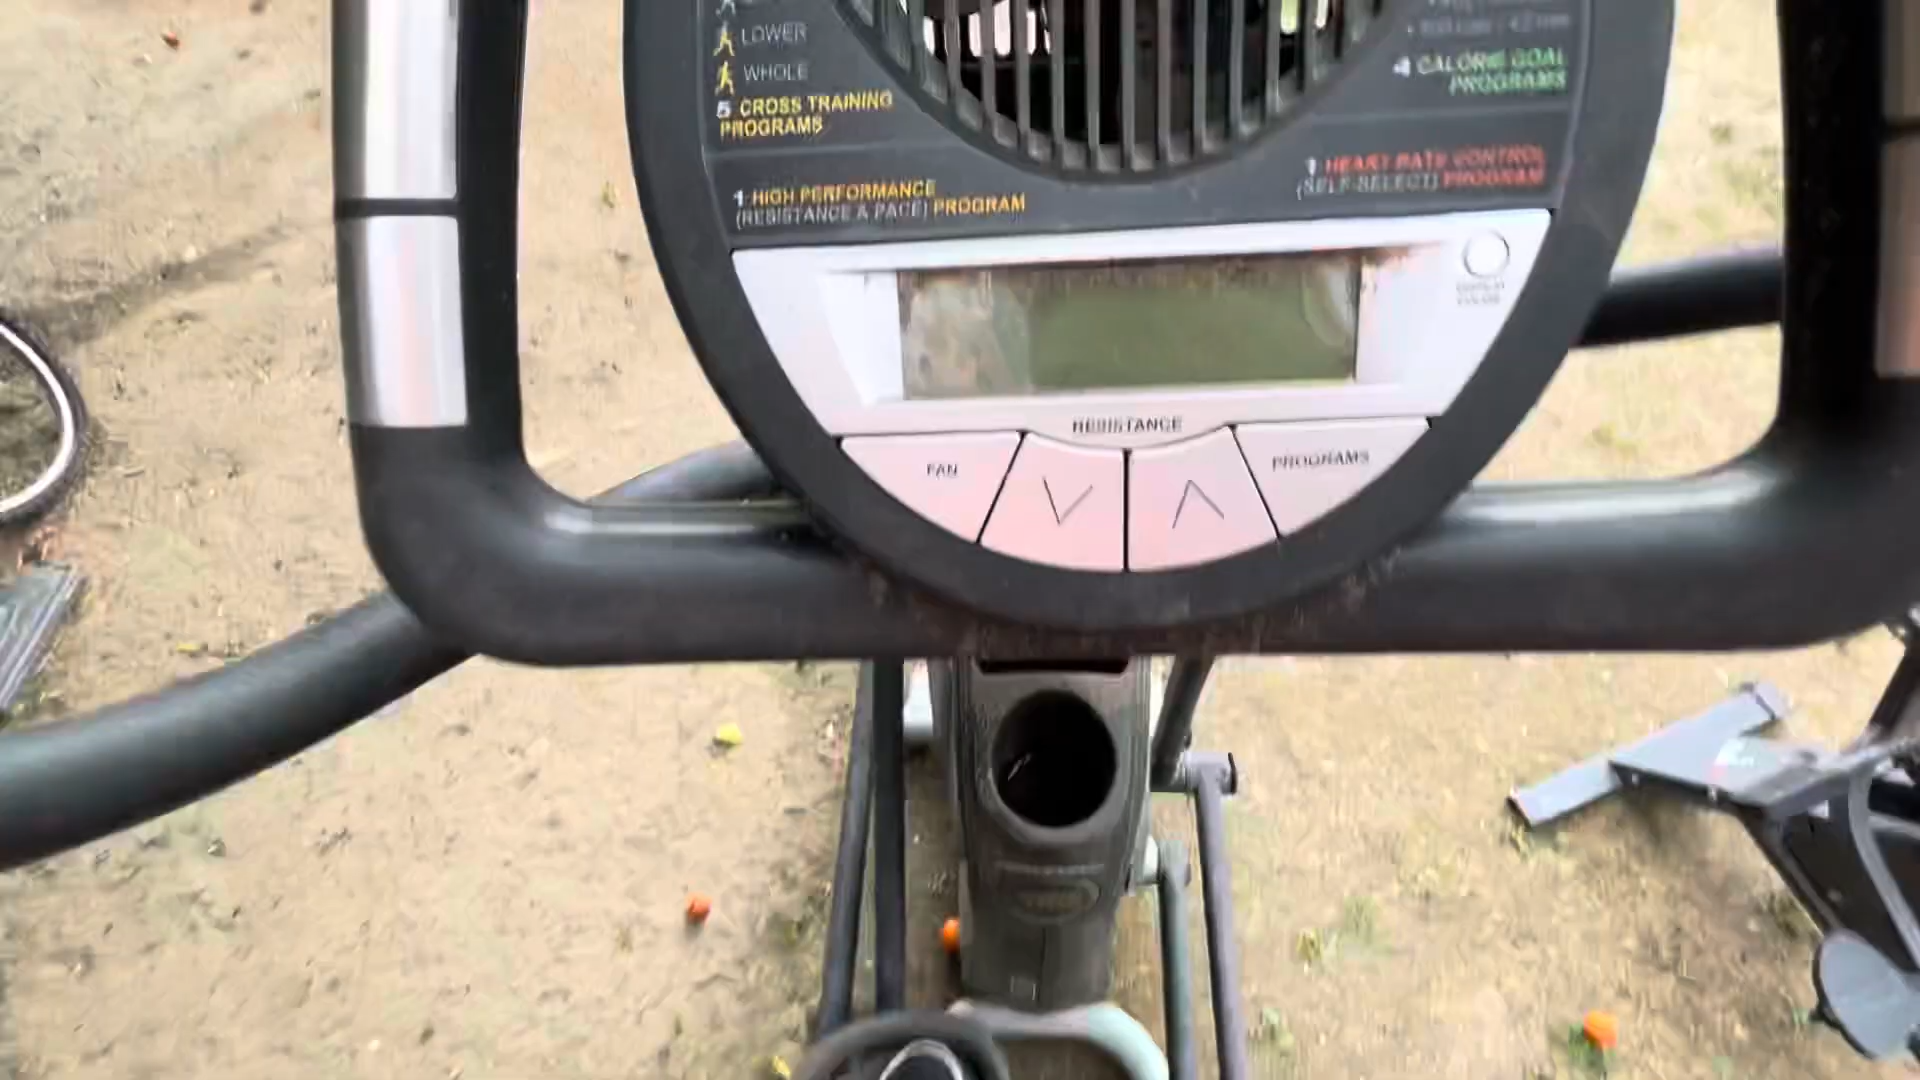 LOWER
WHOLE
5 CROSS TRAINING
PROGRAMS
1 HIGH PERFORMANCE
(RESISTANCE & PACE) PROGRAM
4 CALORIE GOAL
PROGRAMS
1 HEART RATE CONTROL
(SELF-SELECT) PROGRAM
RESISTANCE
FAN
PROGRAMS